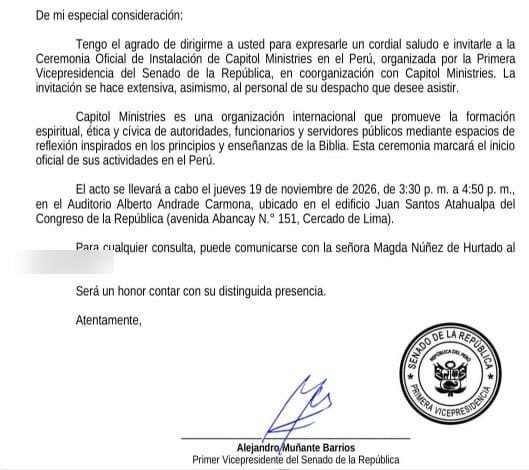 De mi especial consideración:
Tengo el agrado de dirigirme a usted para expresarle un cordial saludo e invitarle a la
Ceremonia Oficial de Instalación de Capitol Ministries en el Perú, organizada por la Primera
Vicepresidencia del Senado de la República, en coorganización con Capitol Ministries. La
invitación se hace extensiva, asimismo, al personal de su despacho que desee asistir.
Capitol Ministries es una organización internacional que promueve la formación
espiritual, ética y cívica de autoridades, funcionarios y servidores públicos mediante espacios de
reflexión inspirados en los principios y enseñanzas de la Biblia. Esta ceremonia marcará el inicio
oficial de sus actividades en el Perú.
El acto se llevará a cabo el jueves 19 de noviembre de 2026, de 3:30 p. m. a 4:50 p. m.,
en el Auditorio Alberto Andrade Carmona, ubicado en el edificio Juan Santos Atahualpa del
Congreso de la República (avenida Abancay N.° 151, Cercado de Lima).
Para cualquier consulta, puede comunicarse con la señora Magda Núñez de Hurtado al
Será un honor contar con su distinguida presencia.
Atentamente,
SENADO DE LA REPÚBLICA
REPÚBLICA DEL PERÚ
PRIMERA VICEPRESIDENCIA
Alejandro Muñante Barrios
Primer Vicepresidente del Senado de la República